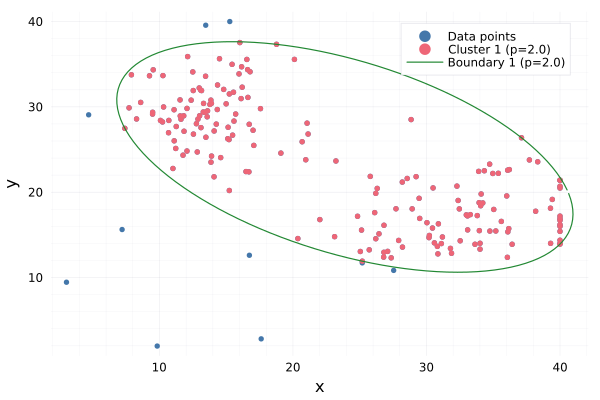 40
30
20
10
y
Data points
Cluster 1 (p=2.0)
Boundary 1 (p=2.0)
10 20 30 40
x